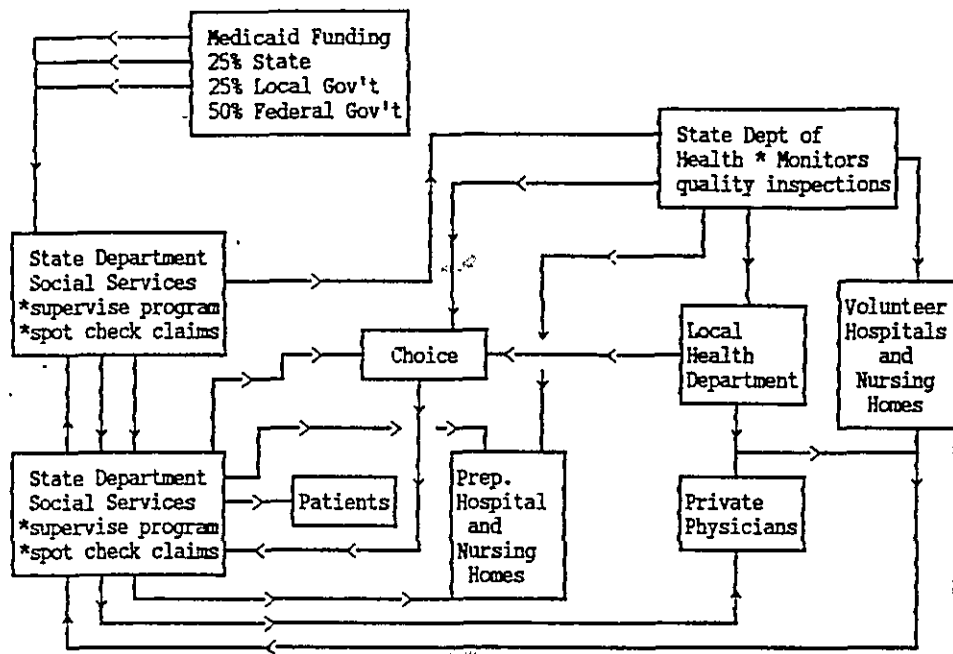 Medicaid Funding
25% State
25% Local Gov't
50% Federal Gov't
State Dept of
Health * Monitors
quality inspections
State Department
Social Services
*supervise program
*spot check claims
Choice
Local
Health
Department
Volunteer
Hospitals
and
Nursing
Homes
State Department
Social Services
*supervise program
*spot check claims
Patients
Prep.
Hospital
and
Nursing
Homes
Private
Physicians